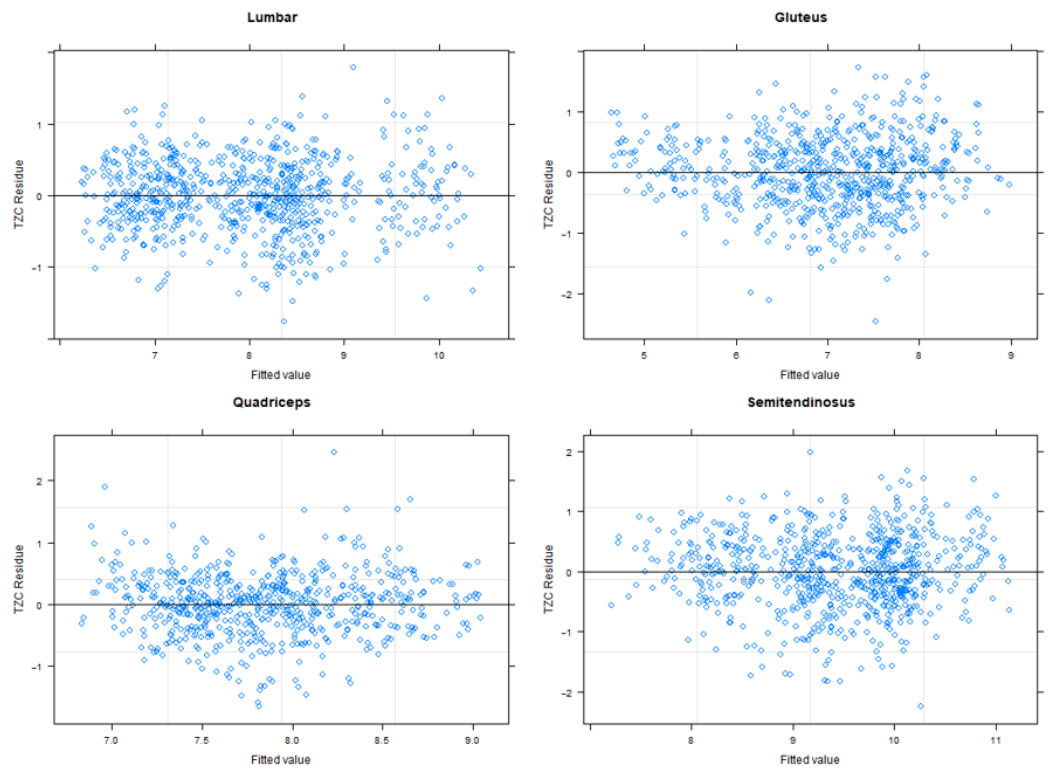 Lumbar
TZC Residue
1
0
−1
7
8
9
10
Fitted value
Gluteus
TZC Residue
1
0
−1
−2
5
6
7
8
9
Fitted value
Quadriceps
TZC Residue
2
1
0
−1
7.0
7.5
8.0
8.5
9.0
Fitted value
Semitendinosus
TZC Residue
2
1
0
−1
−2
8
9
10
11
Fitted value